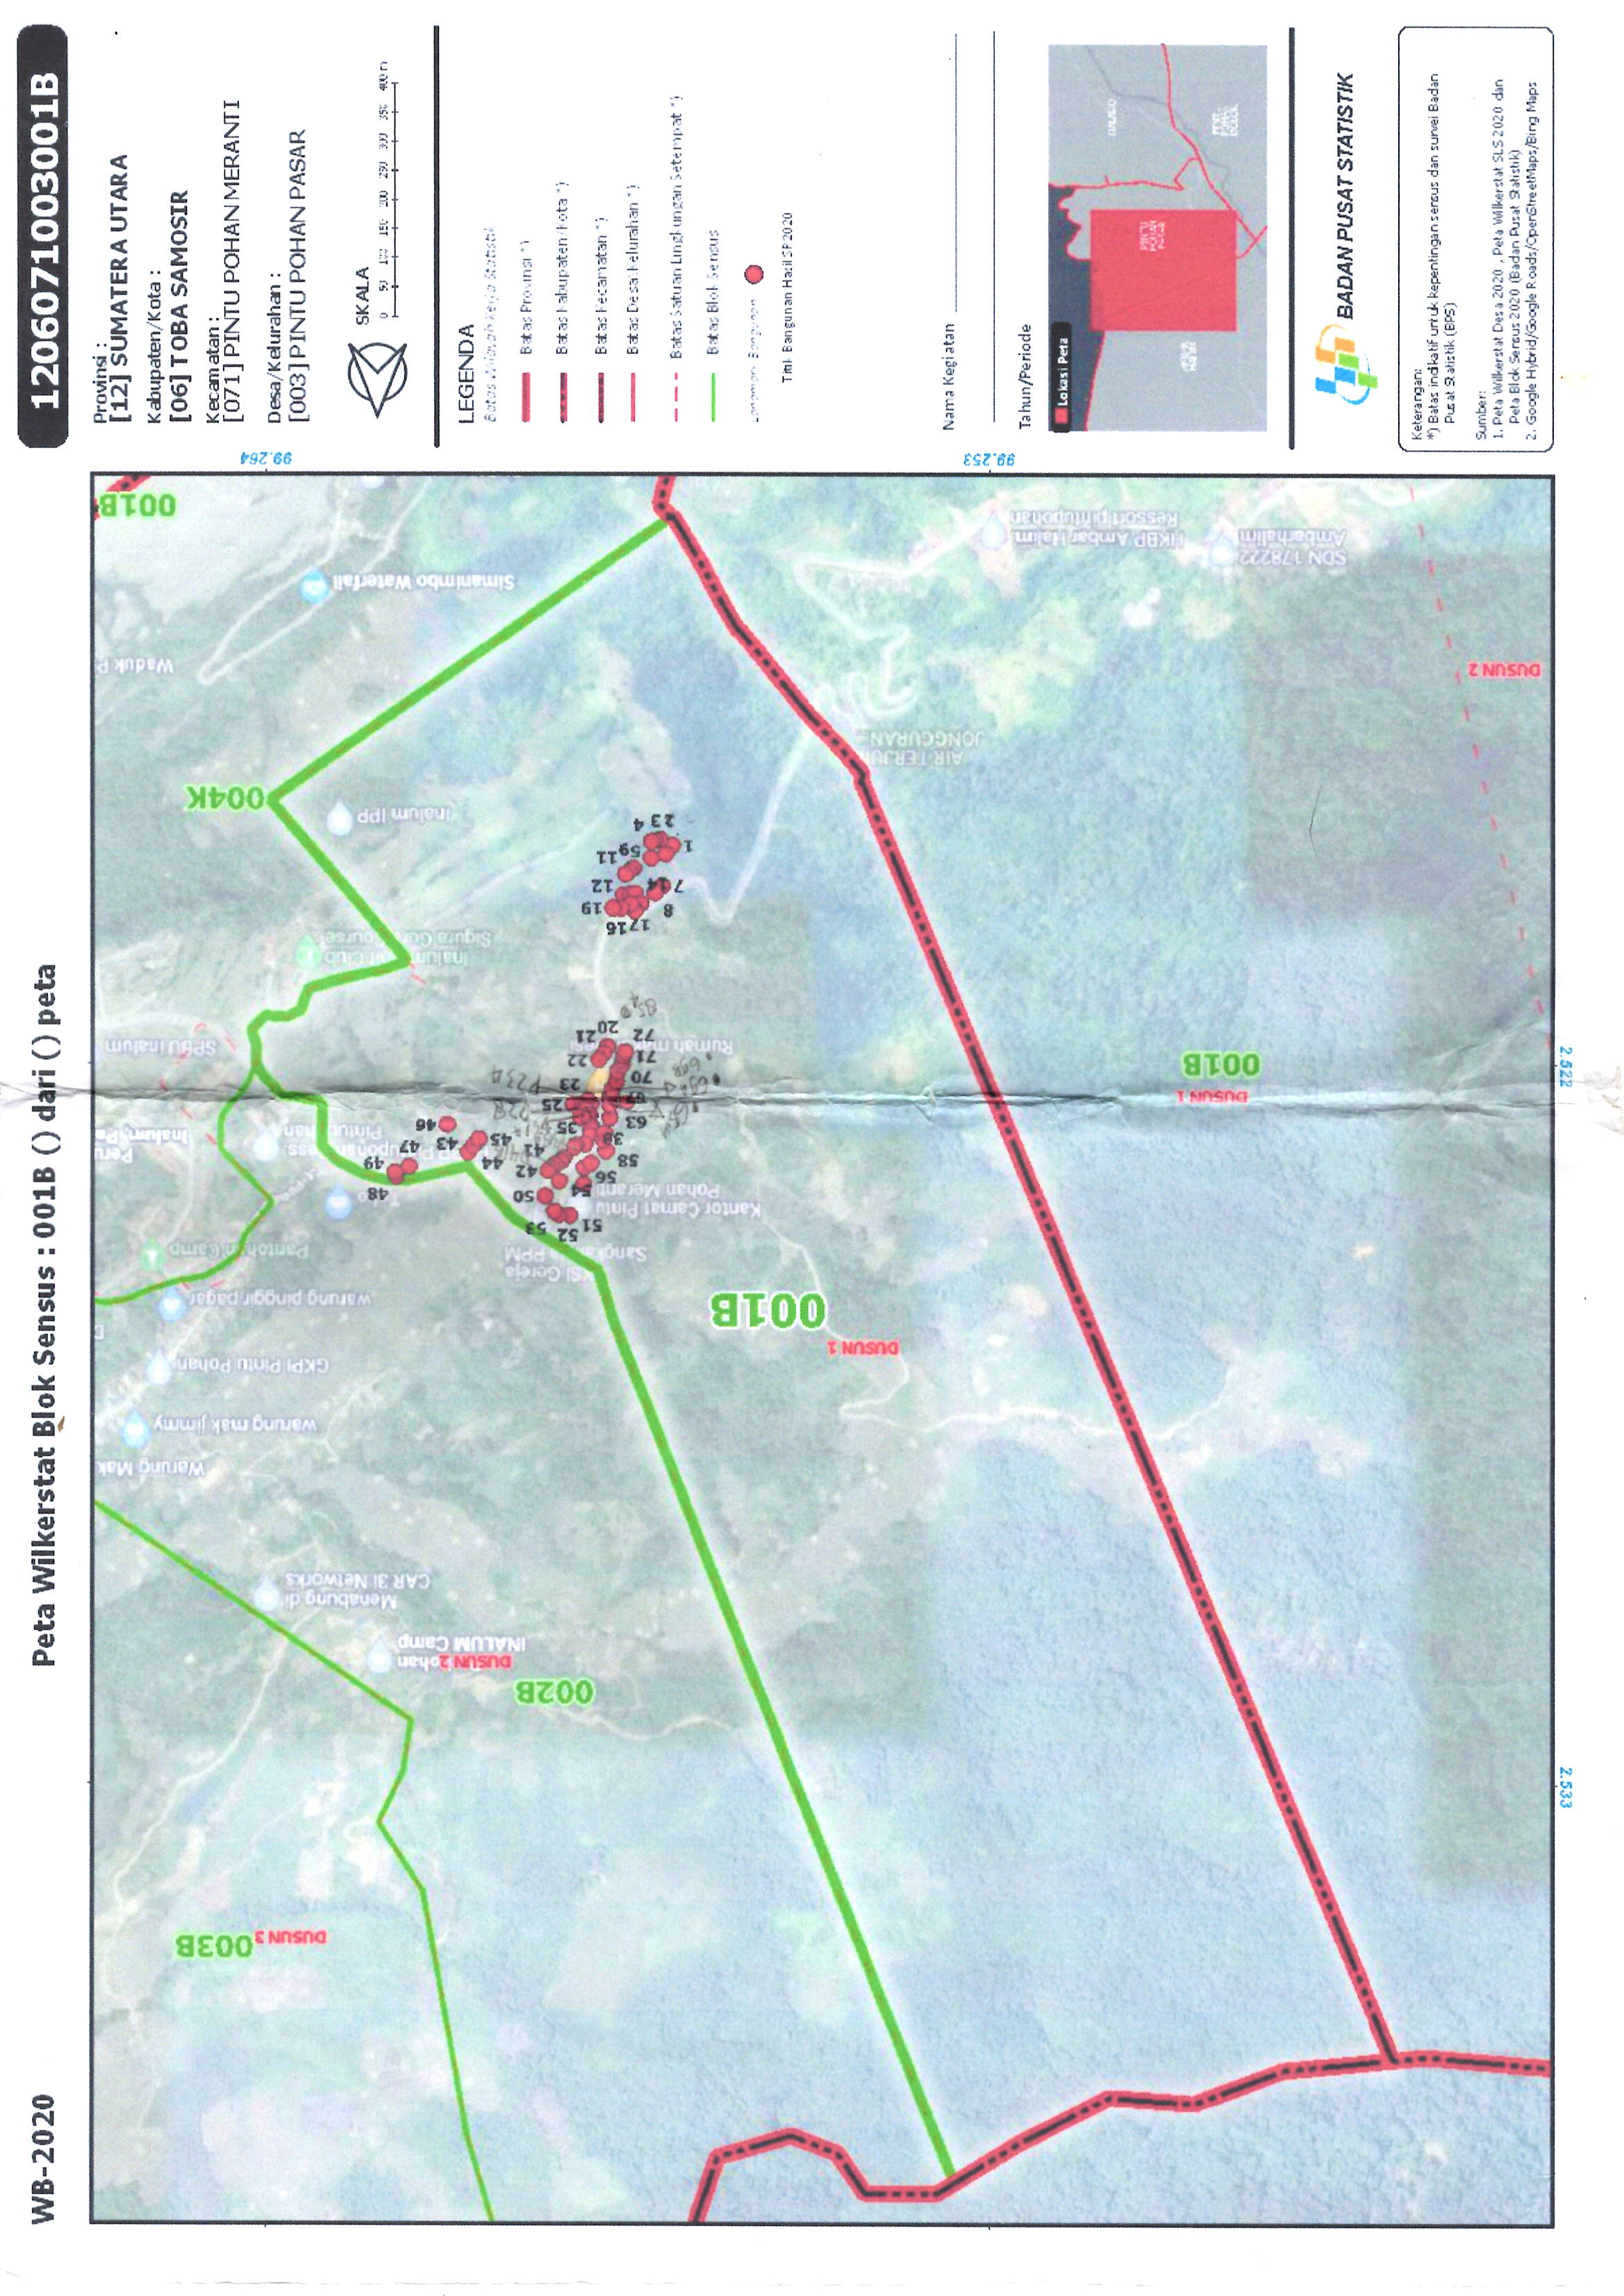 WB-2020
Peta Wilkerstat Blok Sensus : 001B () dari () peta
DUSUN 3
003B
002B
DUSUN 2
INALUM Camp
Menabung di
CAR 3i Networks
Warung Mak
warung mak jimmy
GKPI Pintu Pohan
warung pinggir pagar
Camp
DUSUN 1
001B
Gereja
PPM
Kantor Camat Pintu
Pohan Meranti
51
52
53
50
54
56
42
58
41
44
45
43
48
49
47
46
63
35
25
67
70
23
71
22
72
20
21
Rumah
DUSUN 1
001B
SPBU Inalum
Inalum Golf Club
17
16
8
19
7
14
12
11
59
1
2
3
4
Inalum IPP
004K
AIR TERJUN
JONGGURAN
DUSUN 2
Waduk P
Simanimbo Waterfall
SDN 178222
Ambarhalim
HKBP Ambar Halim
Ressort pintupohan
001B
2.533
2.522
99.253
99.264
1206071003001B
Provinsi :
[12] SUMATERA UTARA
Kabupaten/Kota :
[06] TOBA SAMOSIR
Kecamatan :
[071] PINTU POHAN MERANTI
Desa/Kelurahan :
[003] PINTU POHAN PASAR
SKALA
0 50 100 150 200 250 300 350 400 m
LEGENDA
Batas Wilayah Kerja Statistik
Batas Provinsi *)
Batas Kabupaten/Kota *)
Batas Kecamatan *)
Batas Desa/Kelurahan *)
Batas Satuan Lingkungan Setempat *)
Batas Blok Sensus
Titik Bangunan Hasil SP2020
Nama Kegiatan
Tahun/Periode
Lokasi Peta
BADAN PUSAT STATISTIK
Keterangan:
*) Batas indikatif untuk kepentingan sensus dan survei Badan
Pusat Statistik (BPS)
Sumber:
1. Peta Wilkerstat Desa 2020 , Peta Wilkerstat SLS 2020 dan
Peta Blok Sensus 2020 (Badan Pusat Statistik)
2. Google Hybrid/Google Roads/OpenStreetMaps/Bing Maps